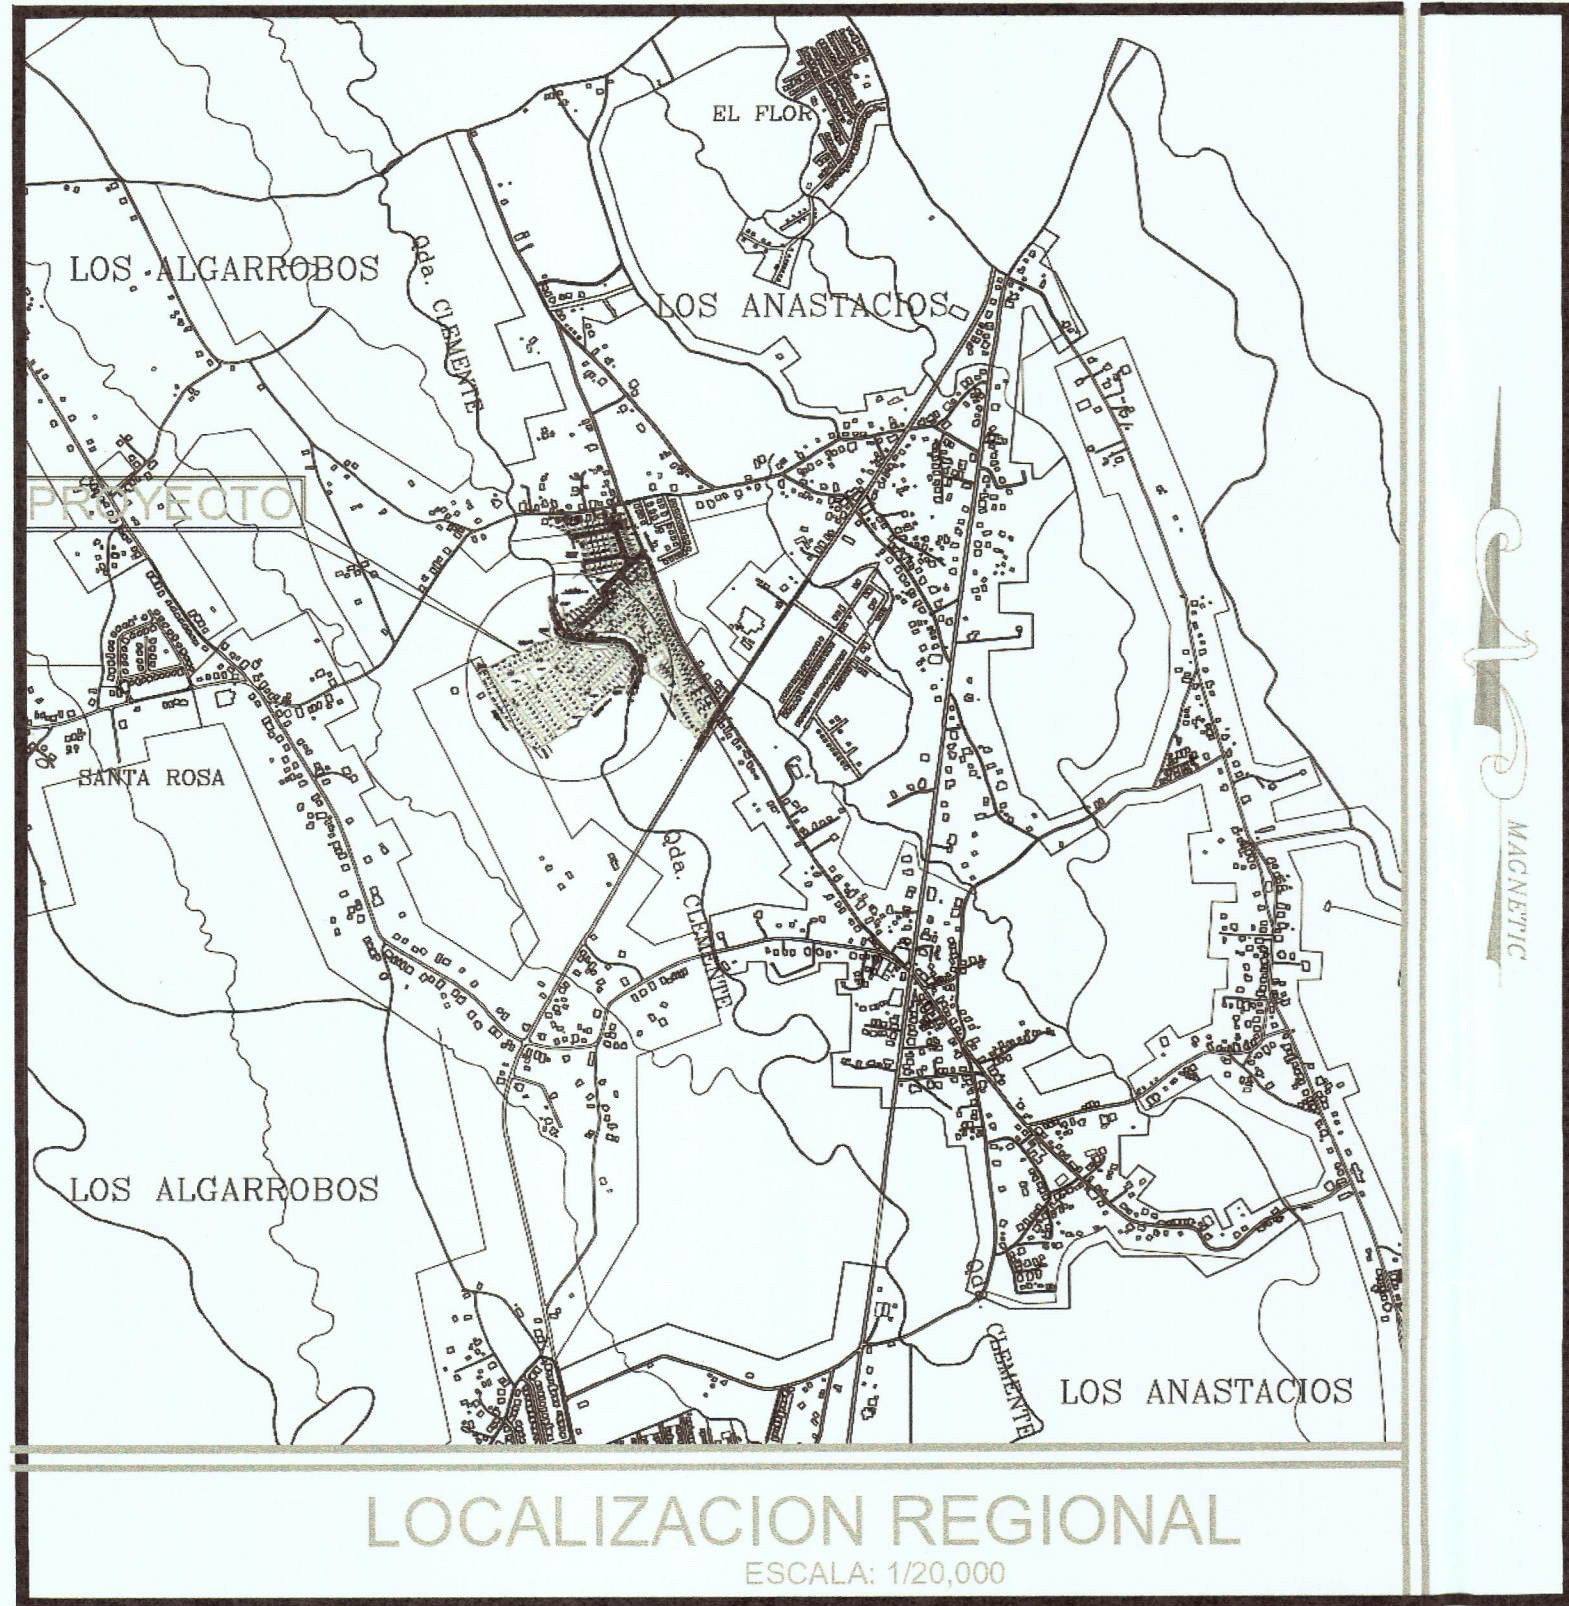 EL FLOR
LOS ALGARROBOS
Qda. CLEMENTE
LOS ANASTACIOS
PROYECTO
SANTA ROSA
Qda. CLEMENTE
LOS ALGARROBOS
QDA.
CLEMENTE
LOS ANASTACIOS
MAGNETIC
LOCALIZACION REGIONAL
ESCALA: 1/20,000